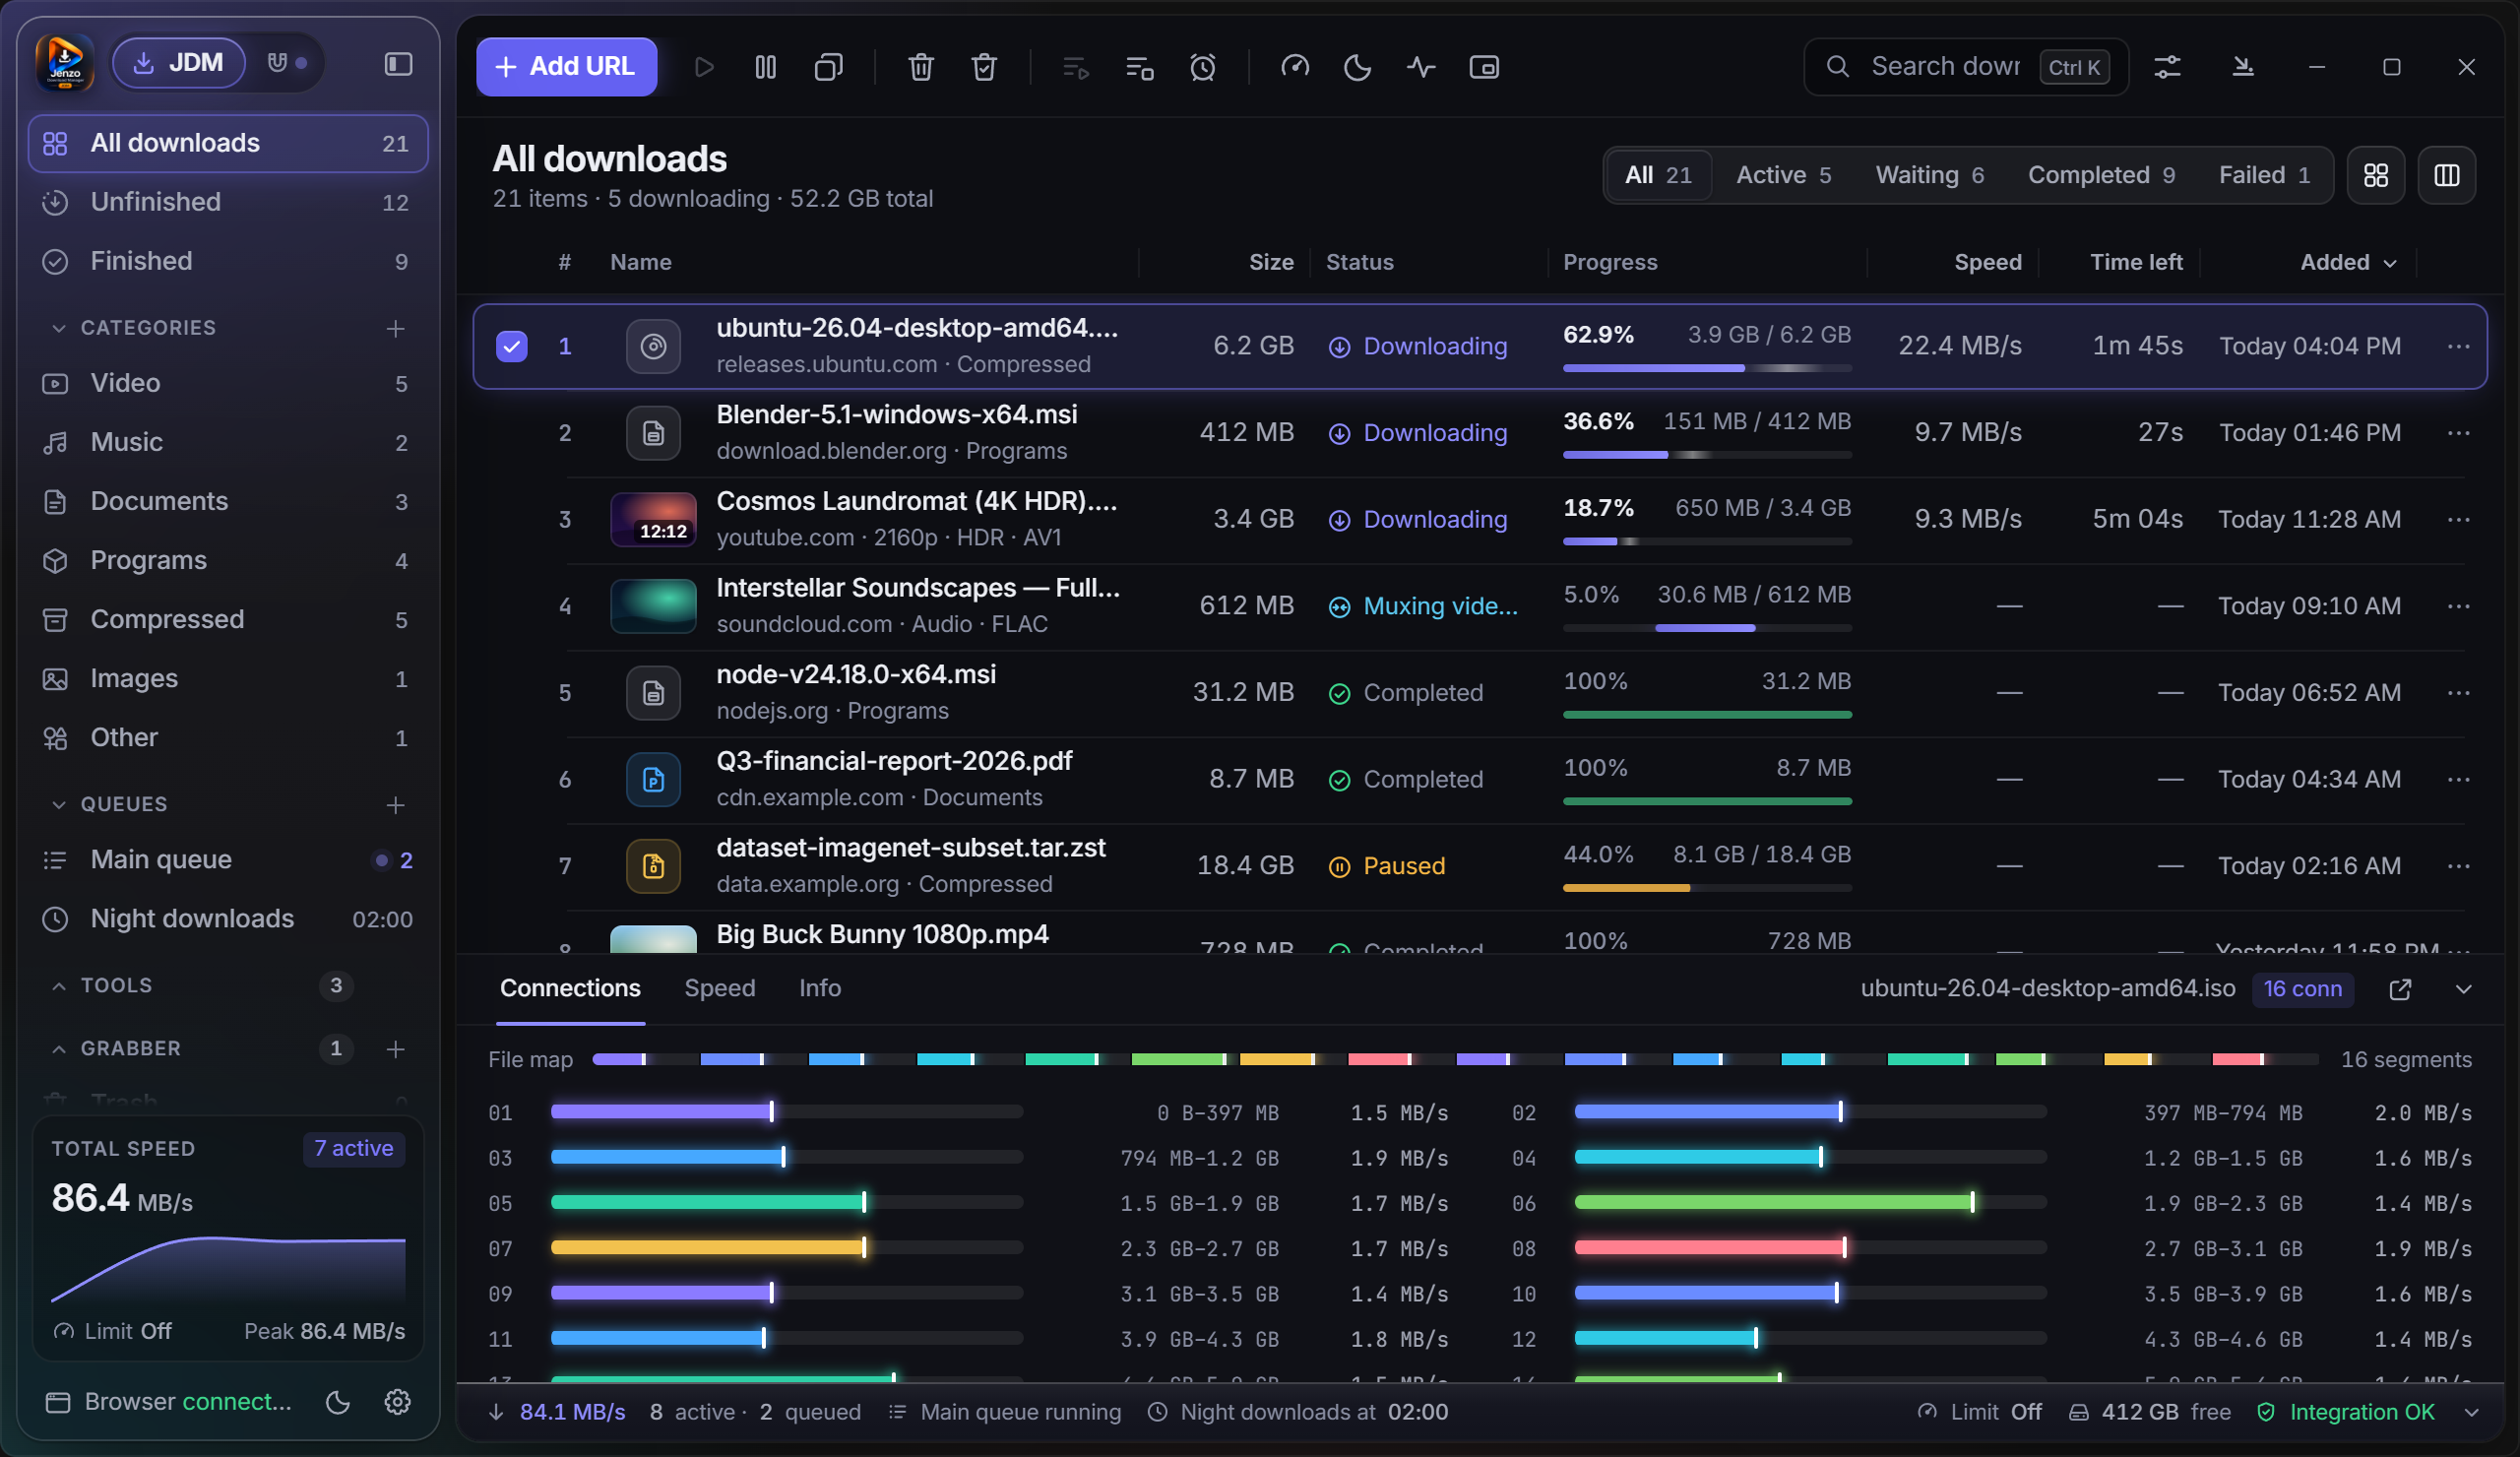 Jenzo
JDM
All downloads 21
Unfinished 12
Finished 9
CATEGORIES
Video 5
Music 2
Documents 3
Programs 4
Compressed 5
Images 1
Other 1
QUEUES
Main queue 2
Night downloads 02:00
TOOLS 3
GRABBER 1
Trash
TOTAL SPEED 7 active
86.4 MB/s
Limit Off Peak 86.4 MB/s
Browser connect...
Add URL
Search dowr Ctrl K
All downloads
21 items · 5 downloading · 52.2 GB total
All 21 Active 5 Waiting 6 Completed 9 Failed 1
# Name Size Status Progress Speed Time left Added
1 ubuntu-26.04-desktop-amd64.... 6.2 GB Downloading 62.9% 3.9 GB / 6.2 GB 22.4 MB/s 1m 45s Today 04:04 PM
releases.ubuntu.com · Compressed
2 Blender-5.1-windows-x64.msi 412 MB Downloading 36.6% 151 MB / 412 MB 9.7 MB/s 27s Today 01:46 PM
download.blender.org · Programs
3 12:12 Cosmos Laundromat (4K HDR).... 3.4 GB Downloading 18.7% 650 MB / 3.4 GB 9.3 MB/s 5m 04s Today 11:28 AM
youtube.com · 2160p · HDR · AV1
4 Interstellar Soundscapes — Full... 612 MB Muxing vide... 5.0% 30.6 MB / 612 MB — — Today 09:10 AM
soundcloud.com · Audio · FLAC
5 node-v24.18.0-x64.msi 31.2 MB Completed 100% 31.2 MB — — Today 06:52 AM
nodejs.org · Programs
6 Q3-financial-report-2026.pdf 8.7 MB Completed 100% 8.7 MB — — Today 04:34 AM
cdn.example.com · Documents
7 dataset-imagenet-subset.tar.zst 18.4 GB Paused 44.0% 8.1 GB / 18.4 GB — — Today 02:16 AM
data.example.org · Compressed
8 Big Buck Bunny 1080p.mp4 728 MB Completed 100% 728 MB — — Yesterday 11:58 PM
Connections Speed Info ubuntu-26.04-desktop-amd64.iso 16 conn
File map 16 segments
01 0 B–397 MB 1.5 MB/s 02 397 MB–794 MB 2.0 MB/s
03 794 MB–1.2 GB 1.9 MB/s 04 1.2 GB–1.5 GB 1.6 MB/s
05 1.5 GB–1.9 GB 1.7 MB/s 06 1.9 GB–2.3 GB 1.4 MB/s
07 2.3 GB–2.7 GB 1.7 MB/s 08 2.7 GB–3.1 GB 1.9 MB/s
09 3.1 GB–3.5 GB 1.4 MB/s 10 3.5 GB–3.9 GB 1.6 MB/s
11 3.9 GB–4.3 GB 1.8 MB/s 12 4.3 GB–4.6 GB 1.4 MB/s
84.1 MB/s 8 active · 2 queued Main queue running Night downloads at 02:00 Limit Off 412 GB free Integration OK